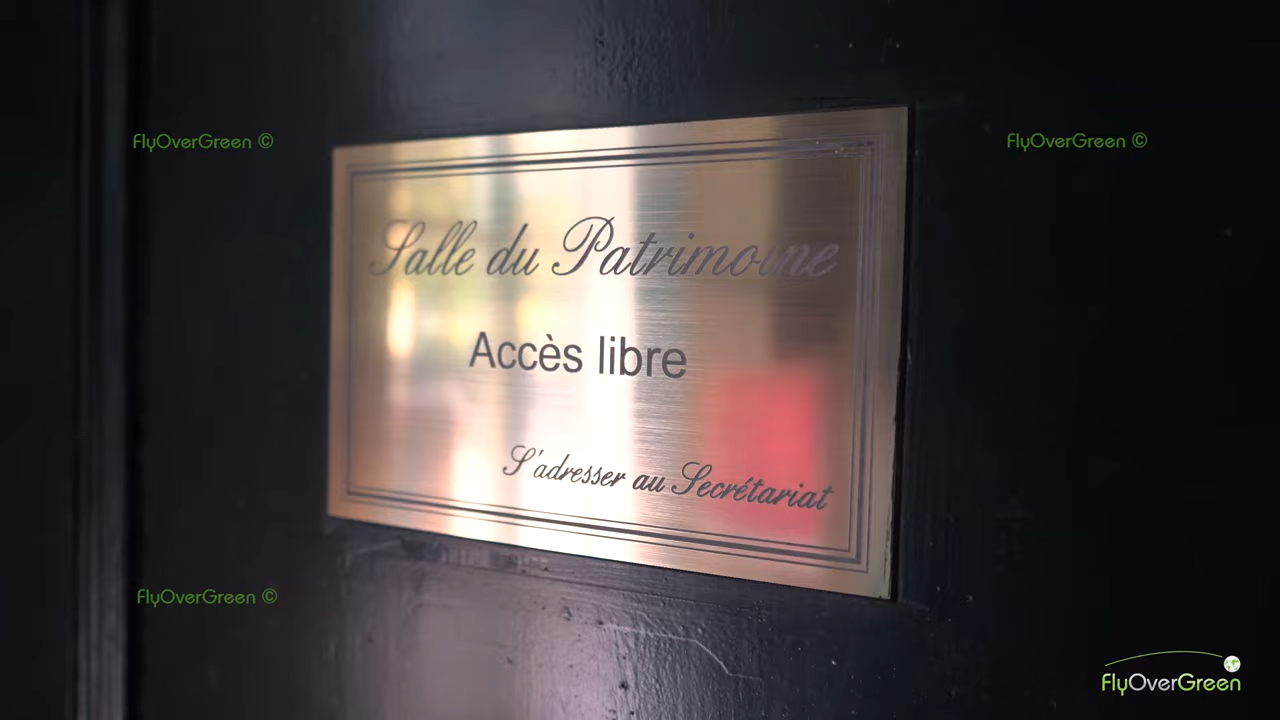 FlyOverGreen ©
FlyOverGreen ©
Salle du Patrimoine
Accès libre
S'adresser au Secrétariat
FlyOverGreen ©
FlyOverGreen